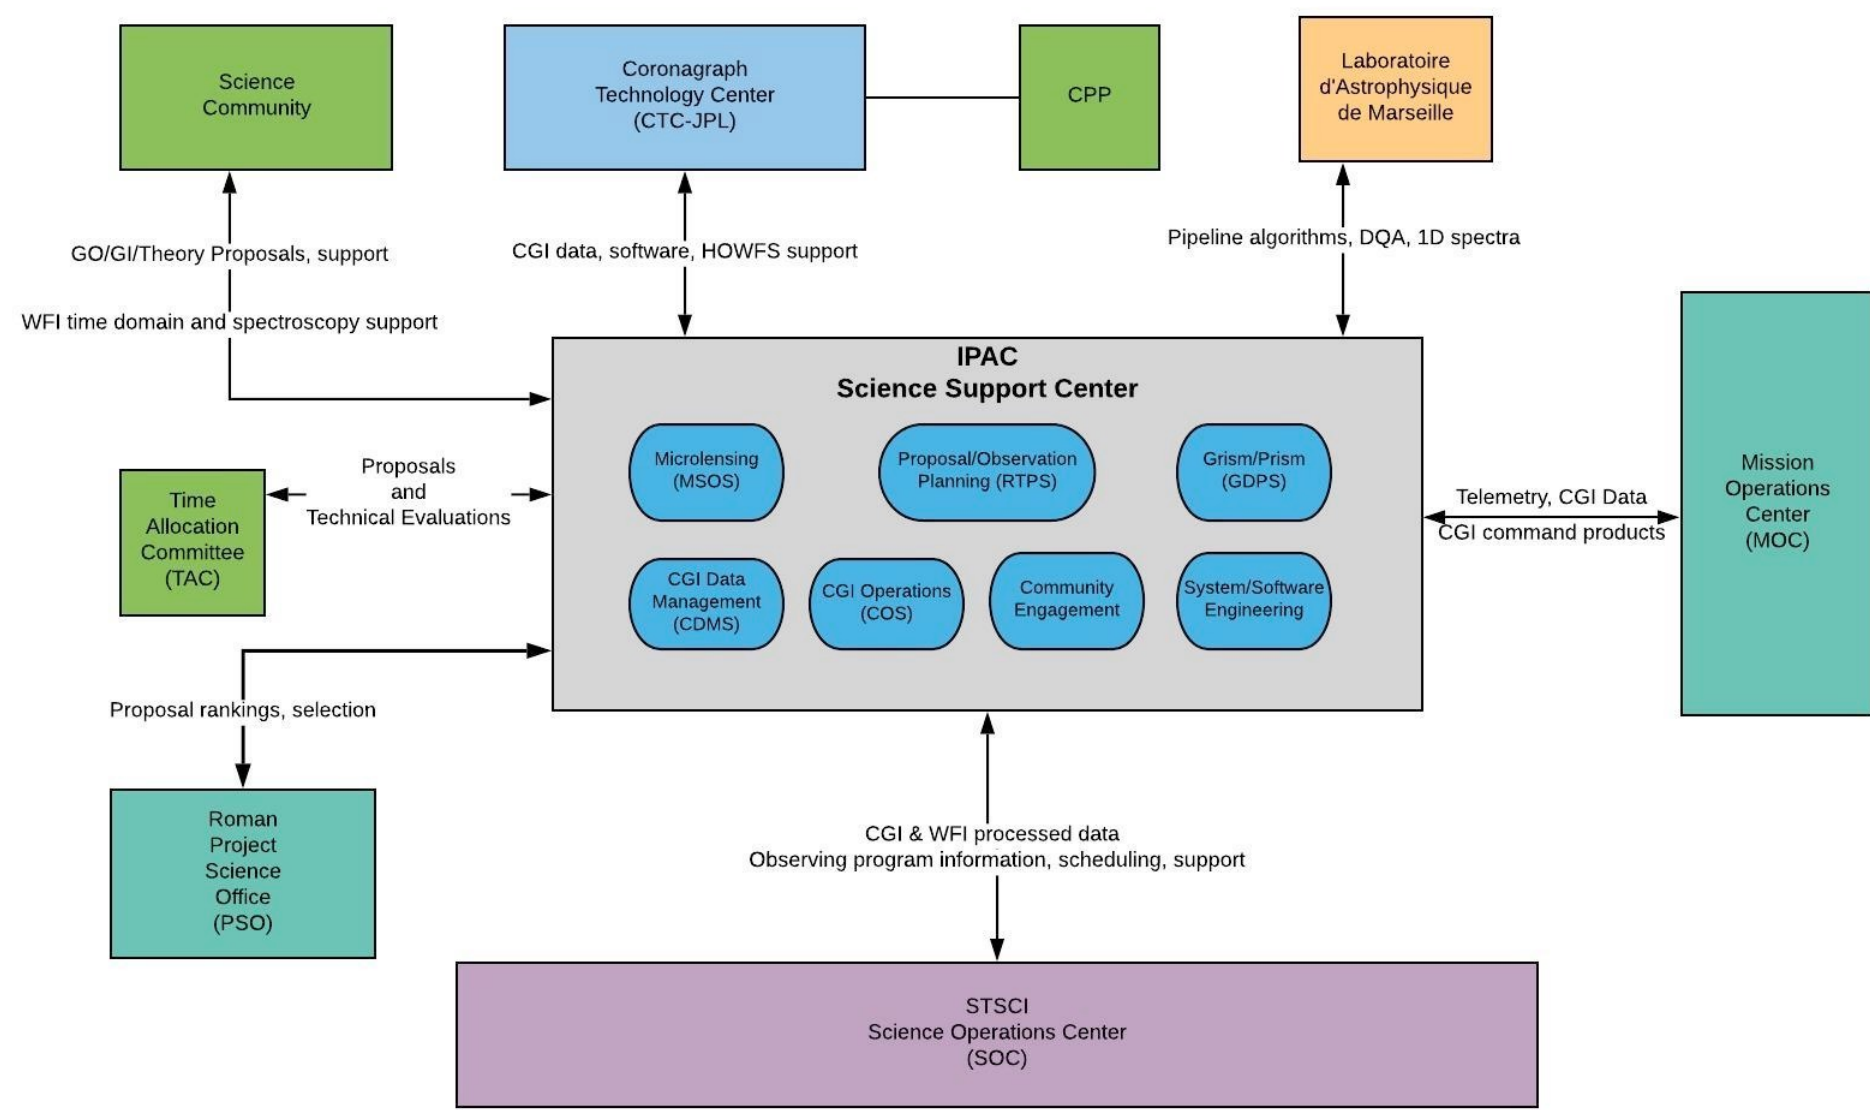 Science
Community
Coronagraph
Technology Center
(CTC-JPL)
CPP
Laboratoire
d'Astrophysique
de Marseille
GO/GI/Theory Proposals, support
WFI time domain and spectroscopy support
CGI data, software, HOWFS support
Pipeline algorithms, DQA, 1D spectra
IPAC
Science Support Center
Microlensing
(MSOS)
Proposal/Observation
Planning (RTPS)
Grism/Prism
(GDPS)
CGI Data
Management
(CDMS)
CGI Operations
(COS)
Community
Engagement
System/Software
Engineering
Proposals
and
Technical Evaluations
Time
Allocation
Committee
(TAC)
Telemetry, CGI Data
CGI command products
Mission
Operations
Center
(MOC)
Proposal rankings, selection
Roman
Project
Science
Office
(PSO)
CGI & WFI processed data
Observing program information, scheduling, support
STSCI
Science Operations Center
(SOC)